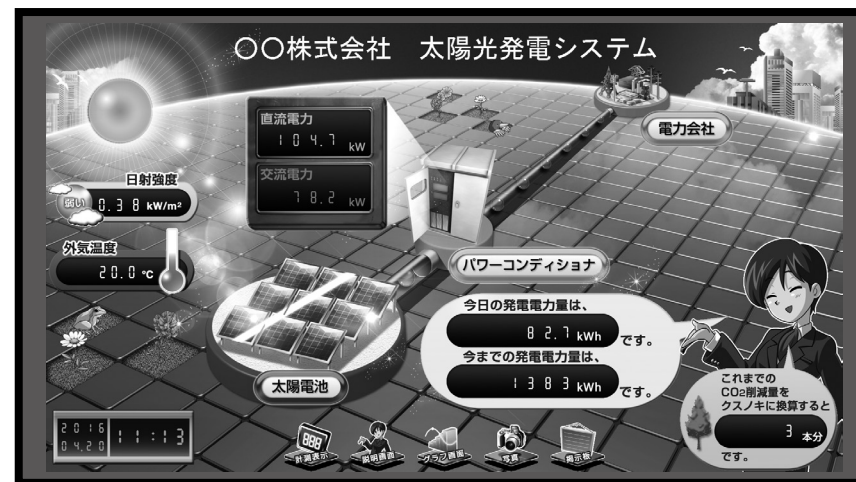 ○○株式会社　太陽光発電システム
直流電力
104.7 kW
交流電力
78.2 kW
電力会社
日射強度
弱い 0.38 kW/m²
外気温度
20.0 ℃
パワーコンディショナ
今日の発電電力量は、
82.7 kWh です。
今までの発電電力量は、
1383 kWh です。
太陽電池
これまでの
CO2削減量を
クスノキに換算すると
3 本分
です。
2016
04.20
11:13
888
計測表示
説明画面
グラフ画面
写真
掲示板